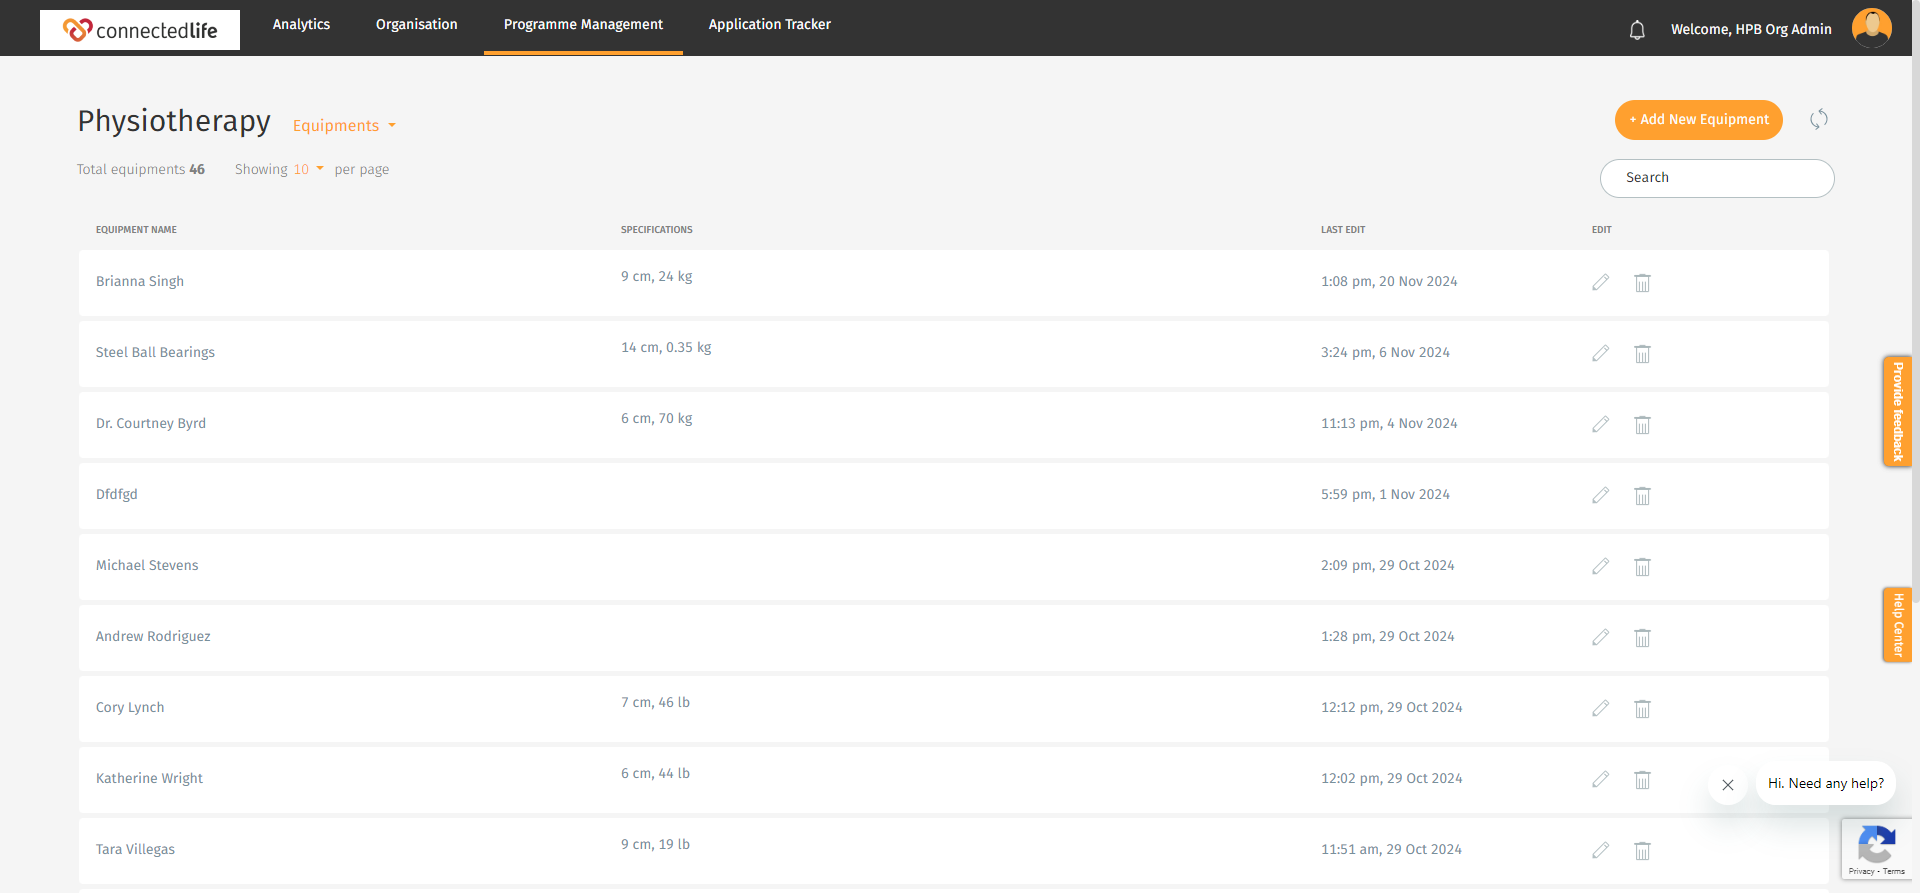 connectedlife
Analytics
Organisation
Programme Management
Application Tracker
Welcome, HPB Org Admin
Physiotherapy
Equipments
+ Add New Equipment
Total equipments 46
Showing 10 per page
Search
EQUIPMENT NAME SPECIFICATIONS LAST EDIT EDIT
Brianna Singh 9 cm, 24 kg 1:08 pm, 20 Nov 2024
Steel Ball Bearings 14 cm, 0.35 kg 3:24 pm, 6 Nov 2024
Dr. Courtney Byrd 6 cm, 70 kg 11:13 pm, 4 Nov 2024
Dfdfgd 5:59 pm, 1 Nov 2024
Michael Stevens 2:09 pm, 29 Oct 2024
Andrew Rodriguez 1:28 pm, 29 Oct 2024
Cory Lynch 7 cm, 46 lb 12:12 pm, 29 Oct 2024
Katherine Wright 6 cm, 44 lb 12:02 pm, 29 Oct 2024
Tara Villegas 9 cm, 19 lb 11:51 am, 29 Oct 2024
Provide feedback
Help Center
Hi. Need any help?
Privacy - Terms